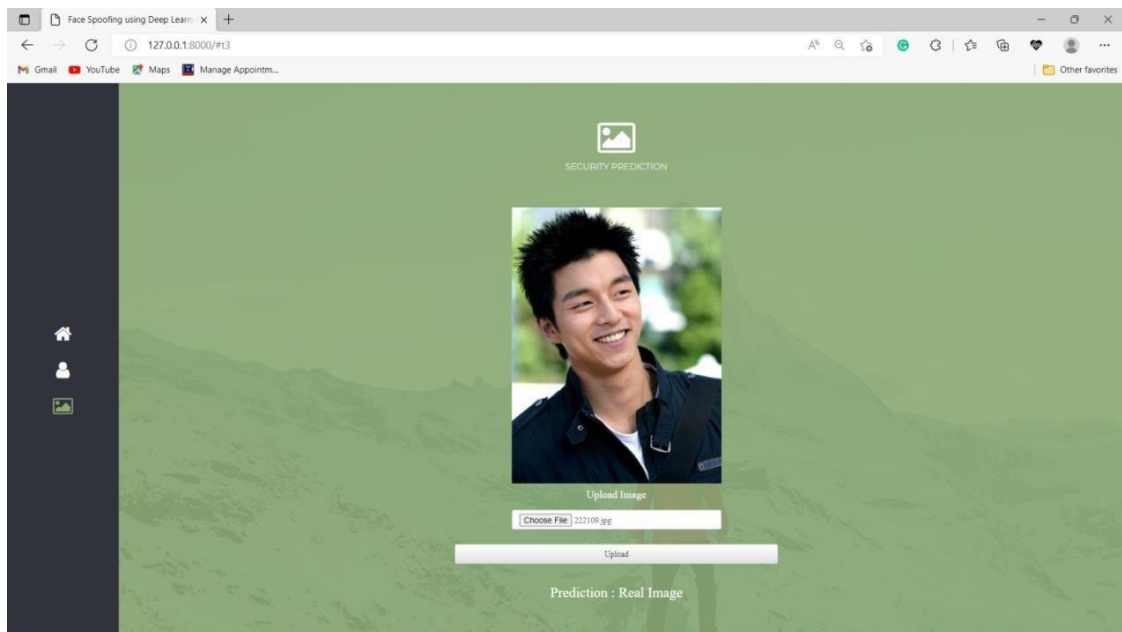 Face Spoofing using Deep Learni
127.0.0.1:8000/#t3
Gmail YouTube Maps Manage Appointm... Other favorites
SECURITY PREDICTION
Upload Image
Choose File 222109.jpg
Upload
Prediction : Real Image